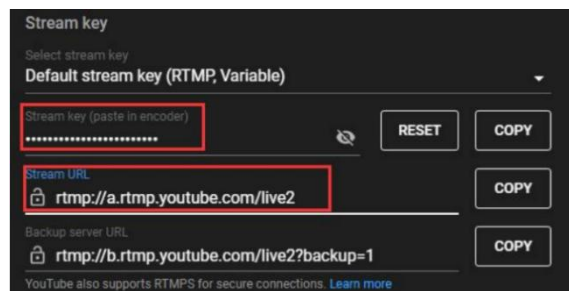 Stream key
Select stream key
Default stream key (RTMP, Variable)
Stream key (paste in encoder)
••••••••••••••••••••••••
RESET
COPY
Stream URL
rtmp://a.rtmp.youtube.com/live2
COPY
Backup server URL
rtmp://b.rtmp.youtube.com/live2?backup=1
COPY
YouTube also supports RTMPS for secure connections. Learn more